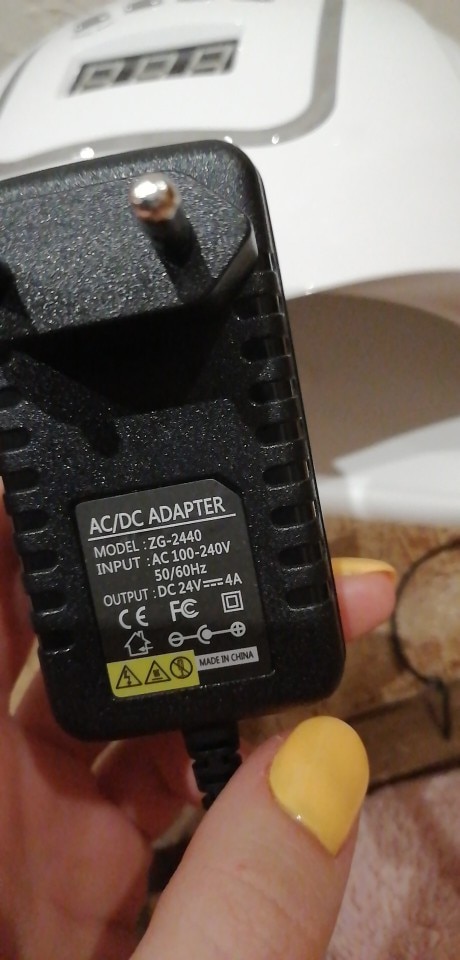 AC/DC ADAPTER
MODEL :ZG-2440
INPUT :AC 100-240V
50/60Hz
OUTPUT :DC 24V⎓4A
CE FC
MADE IN CHINA